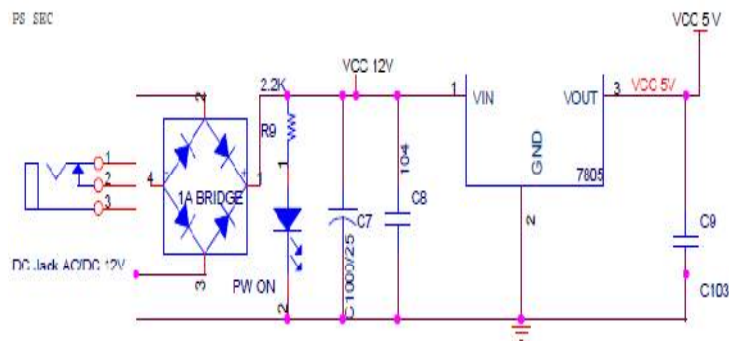 PS SEC
VCC 5V
2
2.2K
VCC 12V
1
VIN
VOUT
3
VCC 5V
R9
104
GND
7805
1
2
3
4
-
+
1
1A BRIDGE
1
C7
C8
2
C9
DC Jack AC/DC 12V
3
PW ON
2
C1000/25
C103